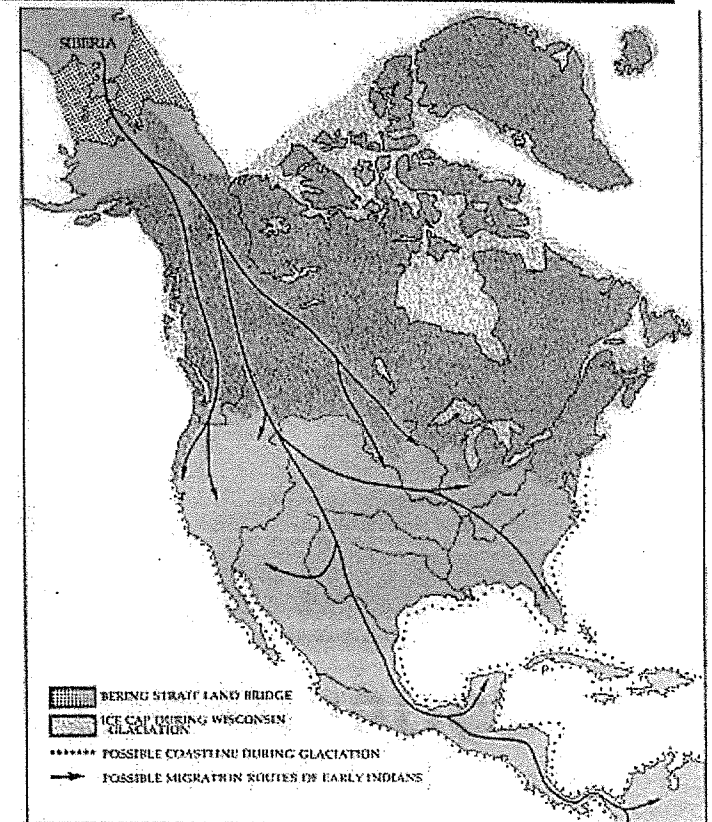 SIBERIA
BERING STRAIT LAND BRIDGE
ICE CAP DURING WISCONSIN
GLACIATION
POSSIBLE COASTLINE DURING GLACIATION
POSSIBLE MIGRATION ROUTES OF EARLY INDIANS